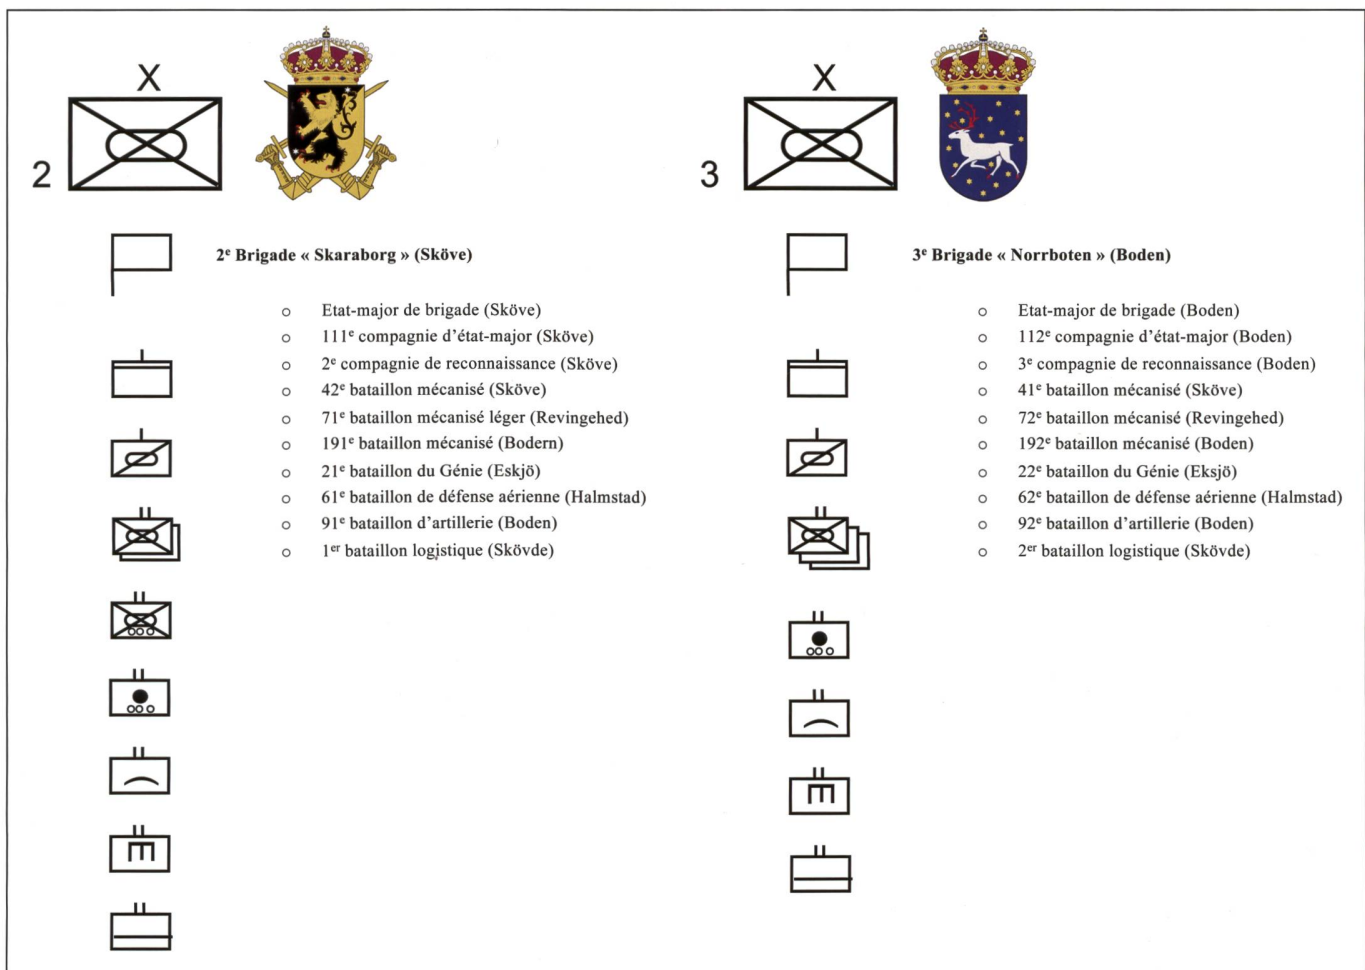 X
2
2e Brigade « Skaraborg » (Sköve)
o Etat-major de brigade (Sköve)
o 111e compagnie d’état-major (Sköve)
o 2e compagnie de reconnaissance (Sköve)
o 42e bataillon mécanisé (Sköve)
o 71e bataillon mécanisé léger (Revingehed)
o 191e bataillon mécanisé (Bodern)
o 21e bataillon du Génie (Eskjö)
o 61e bataillon de défense aérienne (Halmstad)
o 91e bataillon d’artillerie (Boden)
o 1er bataillon logistique (Skövde)
X
3
3e Brigade « Norrboten » (Boden)
o Etat-major de brigade (Boden)
o 112e compagnie d’état-major (Boden)
o 3e compagnie de reconnaissance (Boden)
o 41e bataillon mécanisé (Sköve)
o 72e bataillon mécanisé (Revingehed)
o 192e bataillon mécanisé (Boden)
o 22e bataillon du Génie (Eksjö)
o 62e bataillon de défense aérienne (Halmstad)
o 92e bataillon d’artillerie (Boden)
o 2er bataillon logistique (Skövde)